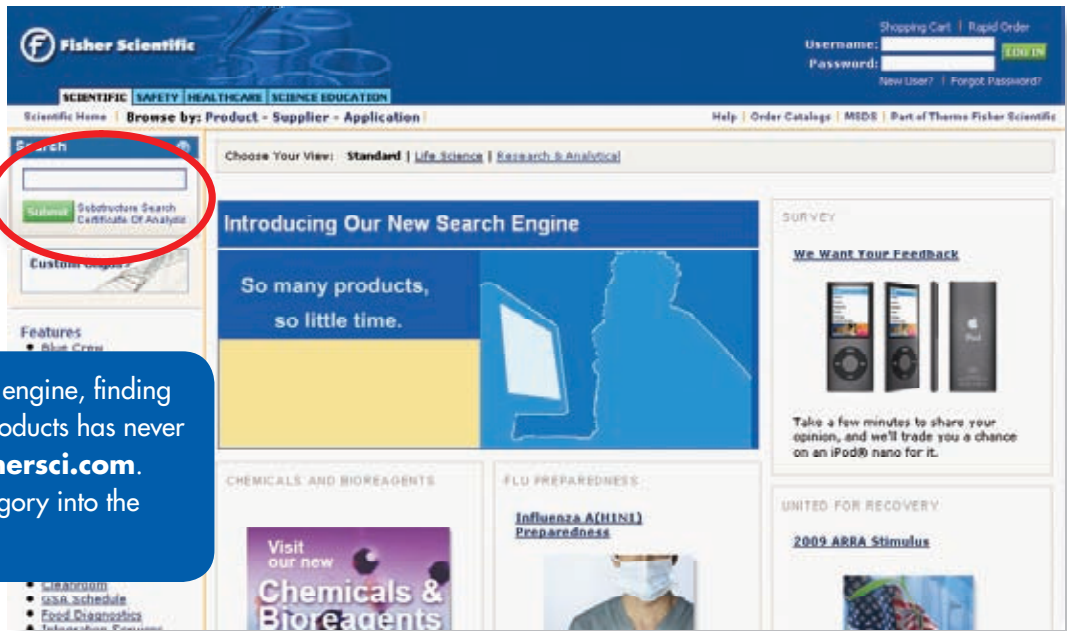 Fisher Scientific
Shopping Cart | Rapid Order
Username:
LOG IN
Password:
New User? | Forgot Password?
SCIENTIFIC SAFETY HEALTHCARE SCIENCE EDUCATION
Scientific Home | Browse by: Product - Supplier - Application |
Help | Order Catalogs | MSDS | Part of Thermo Fisher Scientific
Search
Choose Your View: Standard | Life Science | Research & Analytical
Submit
Substructure Search
Certificate Of Analysis
Custom
Features
Blue Crew
engine, finding
oducts has never
hersci.com.
gory into the
Cleanroom
GSA Schedule
Food Diagnostics
Integration Services
Introducing Our New Search Engine
So many products,
so little time.
CHEMICALS AND BIOREAGENTS
Visit
our new
Chemicals &
Bioreagents
FLU PREPAREDNESS
Influenza A(H1N1)
Preparedness
SURVEY
We Want Your Feedback
iPod
Take a few minutes to share your
opinion, and we'll trade you a chance
on an iPod® nano for it.
UNITED FOR RECOVERY
2009 ARRA Stimulus